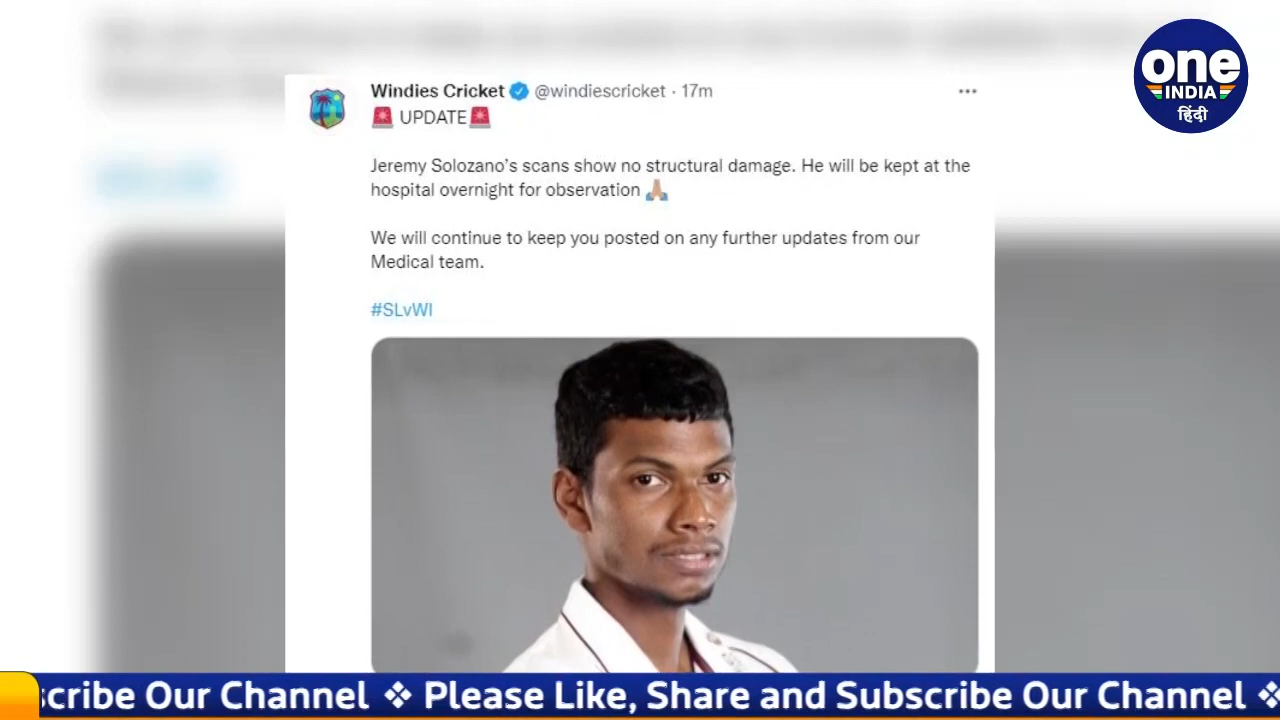 Windies Cricket @windiescricket · 17m
🚨 UPDATE🚨
Jeremy Solozano’s scans show no structural damage. He will be kept at the
hospital overnight for observation 🙏
We will continue to keep you posted on any further updates from our
Medical team.
#SLvWI
one
INDIA
हिंदी
scribe Our Channel ❖ Please Like, Share and Subscribe Our Channel ❖